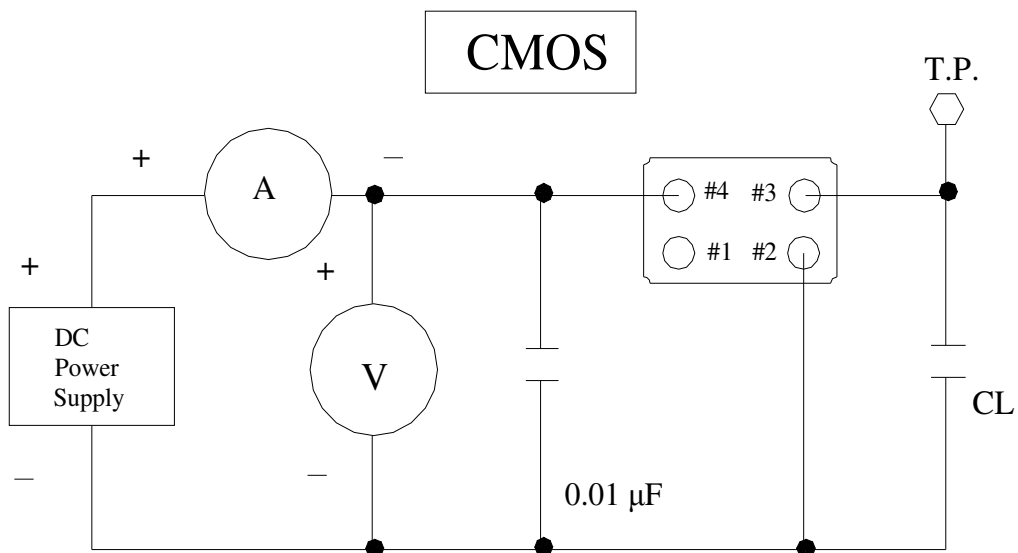 CMOS
T.P.
+
–
A
#4 #3
#1 #2
+
+
DC
Power
Supply
V
CL
–
–
0.01 μF